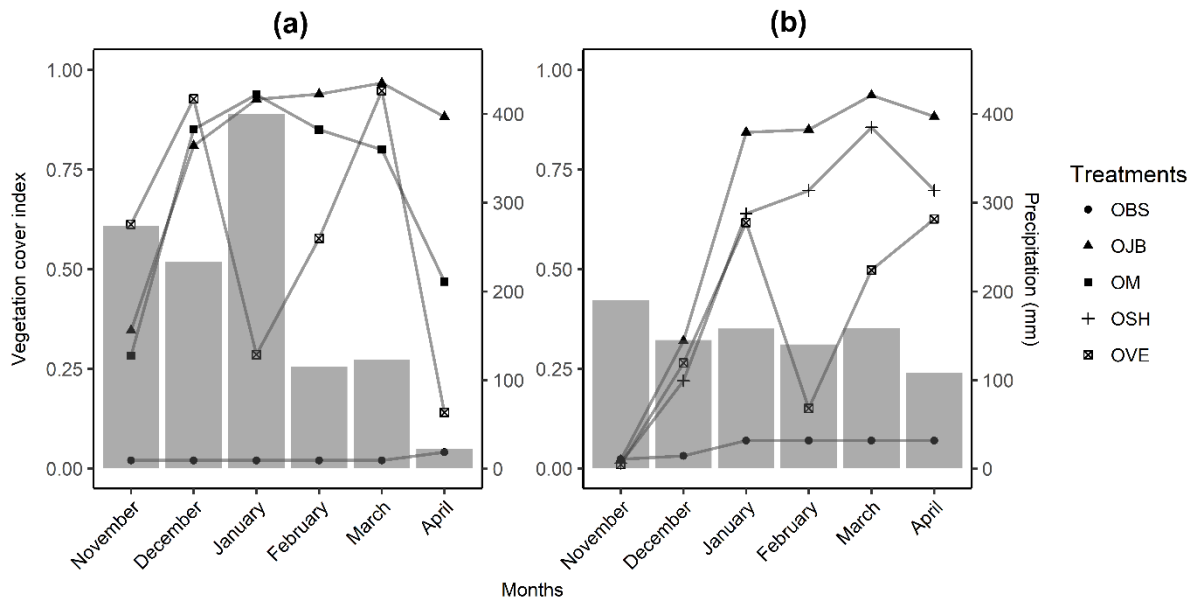 (a)
(b)
Vegetation cover index
1.00
0.75
0.50
0.25
0.00
400
300
200
100
0
November
December
January
February
March
April
1.00
0.75
0.50
0.25
0.00
400
300
200
100
0
November
December
January
February
March
April
Precipitation (mm)
Months
Treatments
OBS
OJB
OM
OSH
OVE